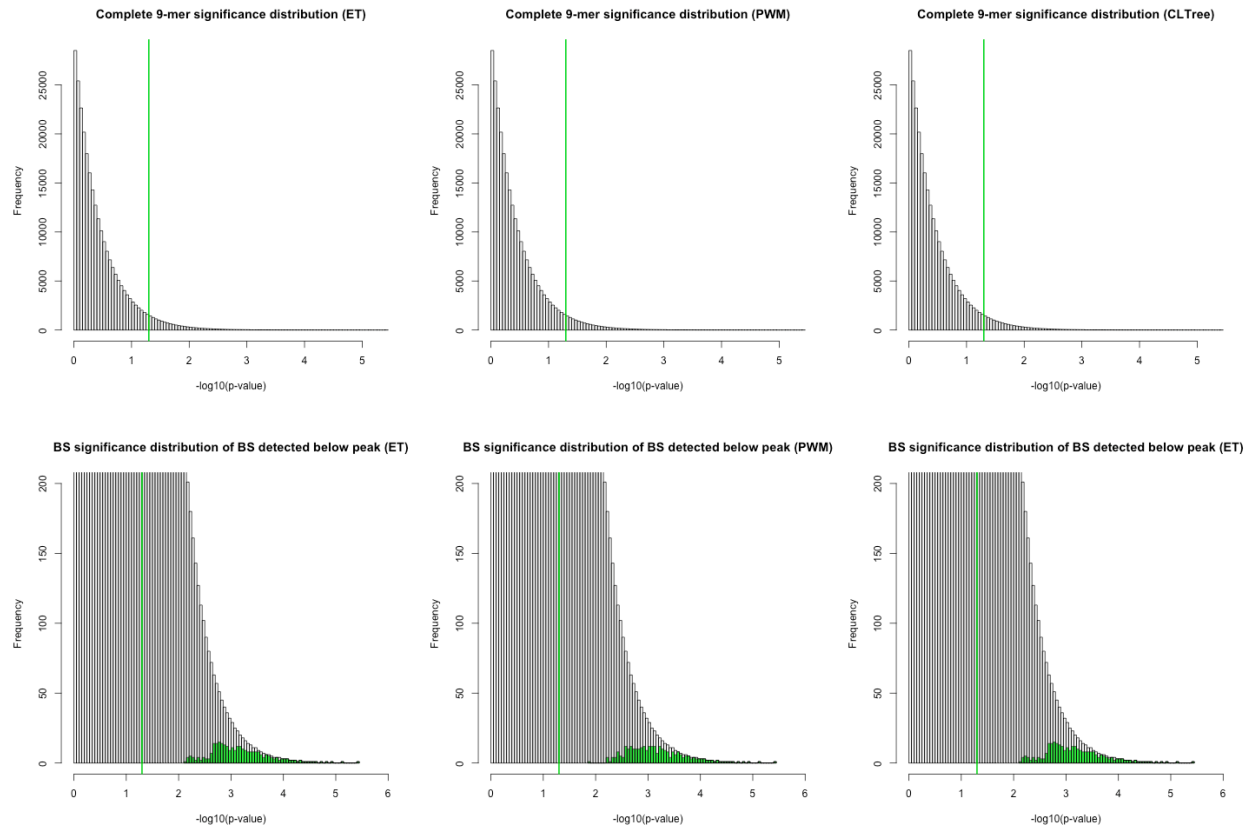 Complete 9-mer significance distribution (ET)
Frequency
0
5000
10000
15000
20000
25000
0 1 2 3 4 5
-log10(p-value)
Complete 9-mer significance distribution (PWM)
Frequency
0
5000
10000
15000
20000
25000
0 1 2 3 4 5
-log10(p-value)
Complete 9-mer significance distribution (CLTree)
Frequency
0
5000
10000
15000
20000
25000
0 1 2 3 4 5
-log10(p-value)
BS significance distribution of BS detected below peak (ET)
Frequency
0
50
100
150
200
0 1 2 3 4 5 6
-log10(p-value)
BS significance distribution of BS detected below peak (PWM)
Frequency
0
50
100
150
200
0 1 2 3 4 5 6
-log10(p-value)
BS significance distribution of BS detected below peak (ET)
Frequency
0
50
100
150
200
0 1 2 3 4 5 6
-log10(p-value)